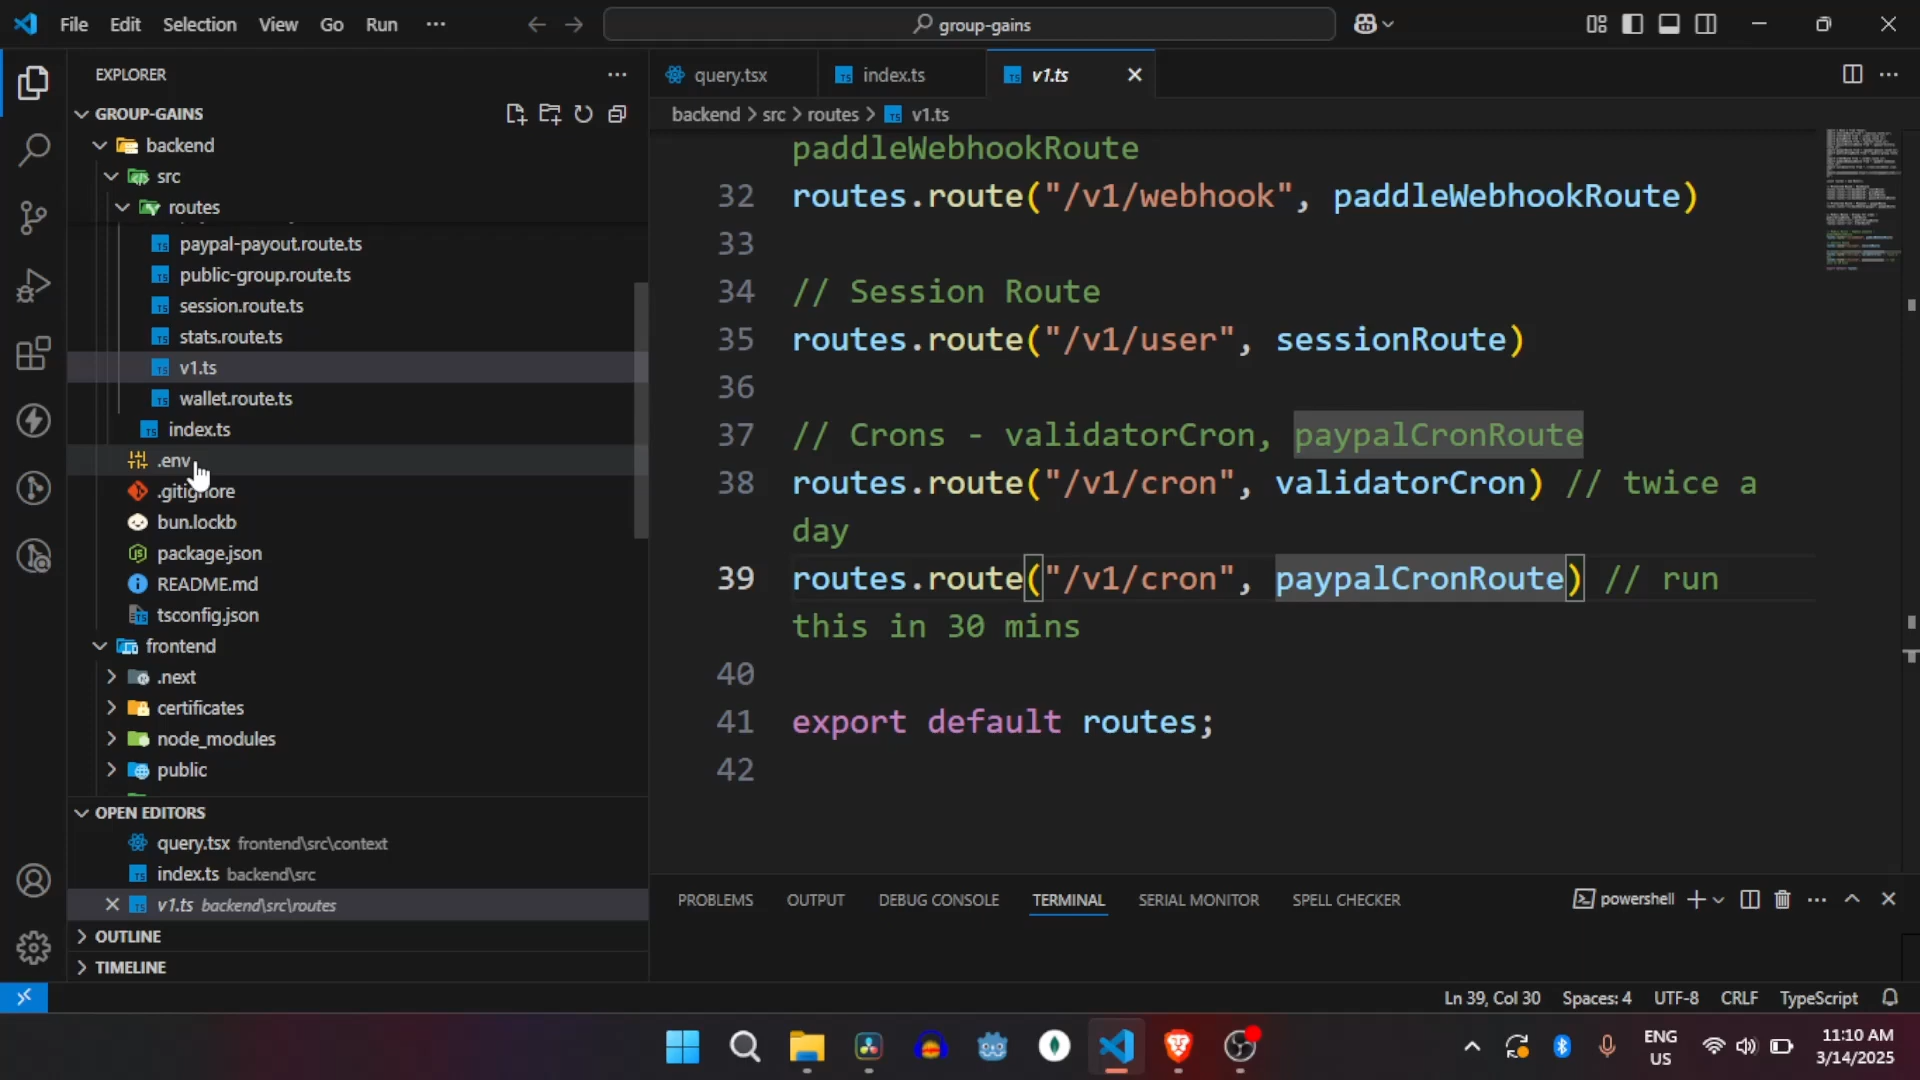 File Edit Selection View Go Run ··· group-gains
EXPLORER
GROUP-GAINS
backend
src
routes
paypal-payout.route.ts
public-group.route.ts
session.route.ts
stats.route.ts
v1.ts
wallet.route.ts
index.ts
.env
.gitignore
bun.lockb
package.json
README.md
tsconfig.json
frontend
.next
certificates
node_modules
public
OPEN EDITORS
query.tsx frontend\src\context
index.ts backend\src
v1.ts backend\src\routes
OUTLINE
TIMELINE
query.tsx index.ts v1.ts
backend > src > routes > v1.ts
paddleWebhookRoute
32 routes.route("/v1/webhook", paddleWebhookRoute)
33
34 // Session Route
35 routes.route("/v1/user", sessionRoute)
36
37 // Crons - validatorCron, paypalCronRoute
38 routes.route("/v1/cron", validatorCron) // twice a
day
39 routes.route("/v1/cron", paypalCronRoute) // run
this in 30 mins
40
41 export default routes;
42
PROBLEMS OUTPUT DEBUG CONSOLE TERMINAL SERIAL MONITOR SPELL CHECKER powershell
Ln 39, Col 30 Spaces: 4 UTF-8 CRLF TypeScript
ENG
US
11:10 AM
3/14/2025